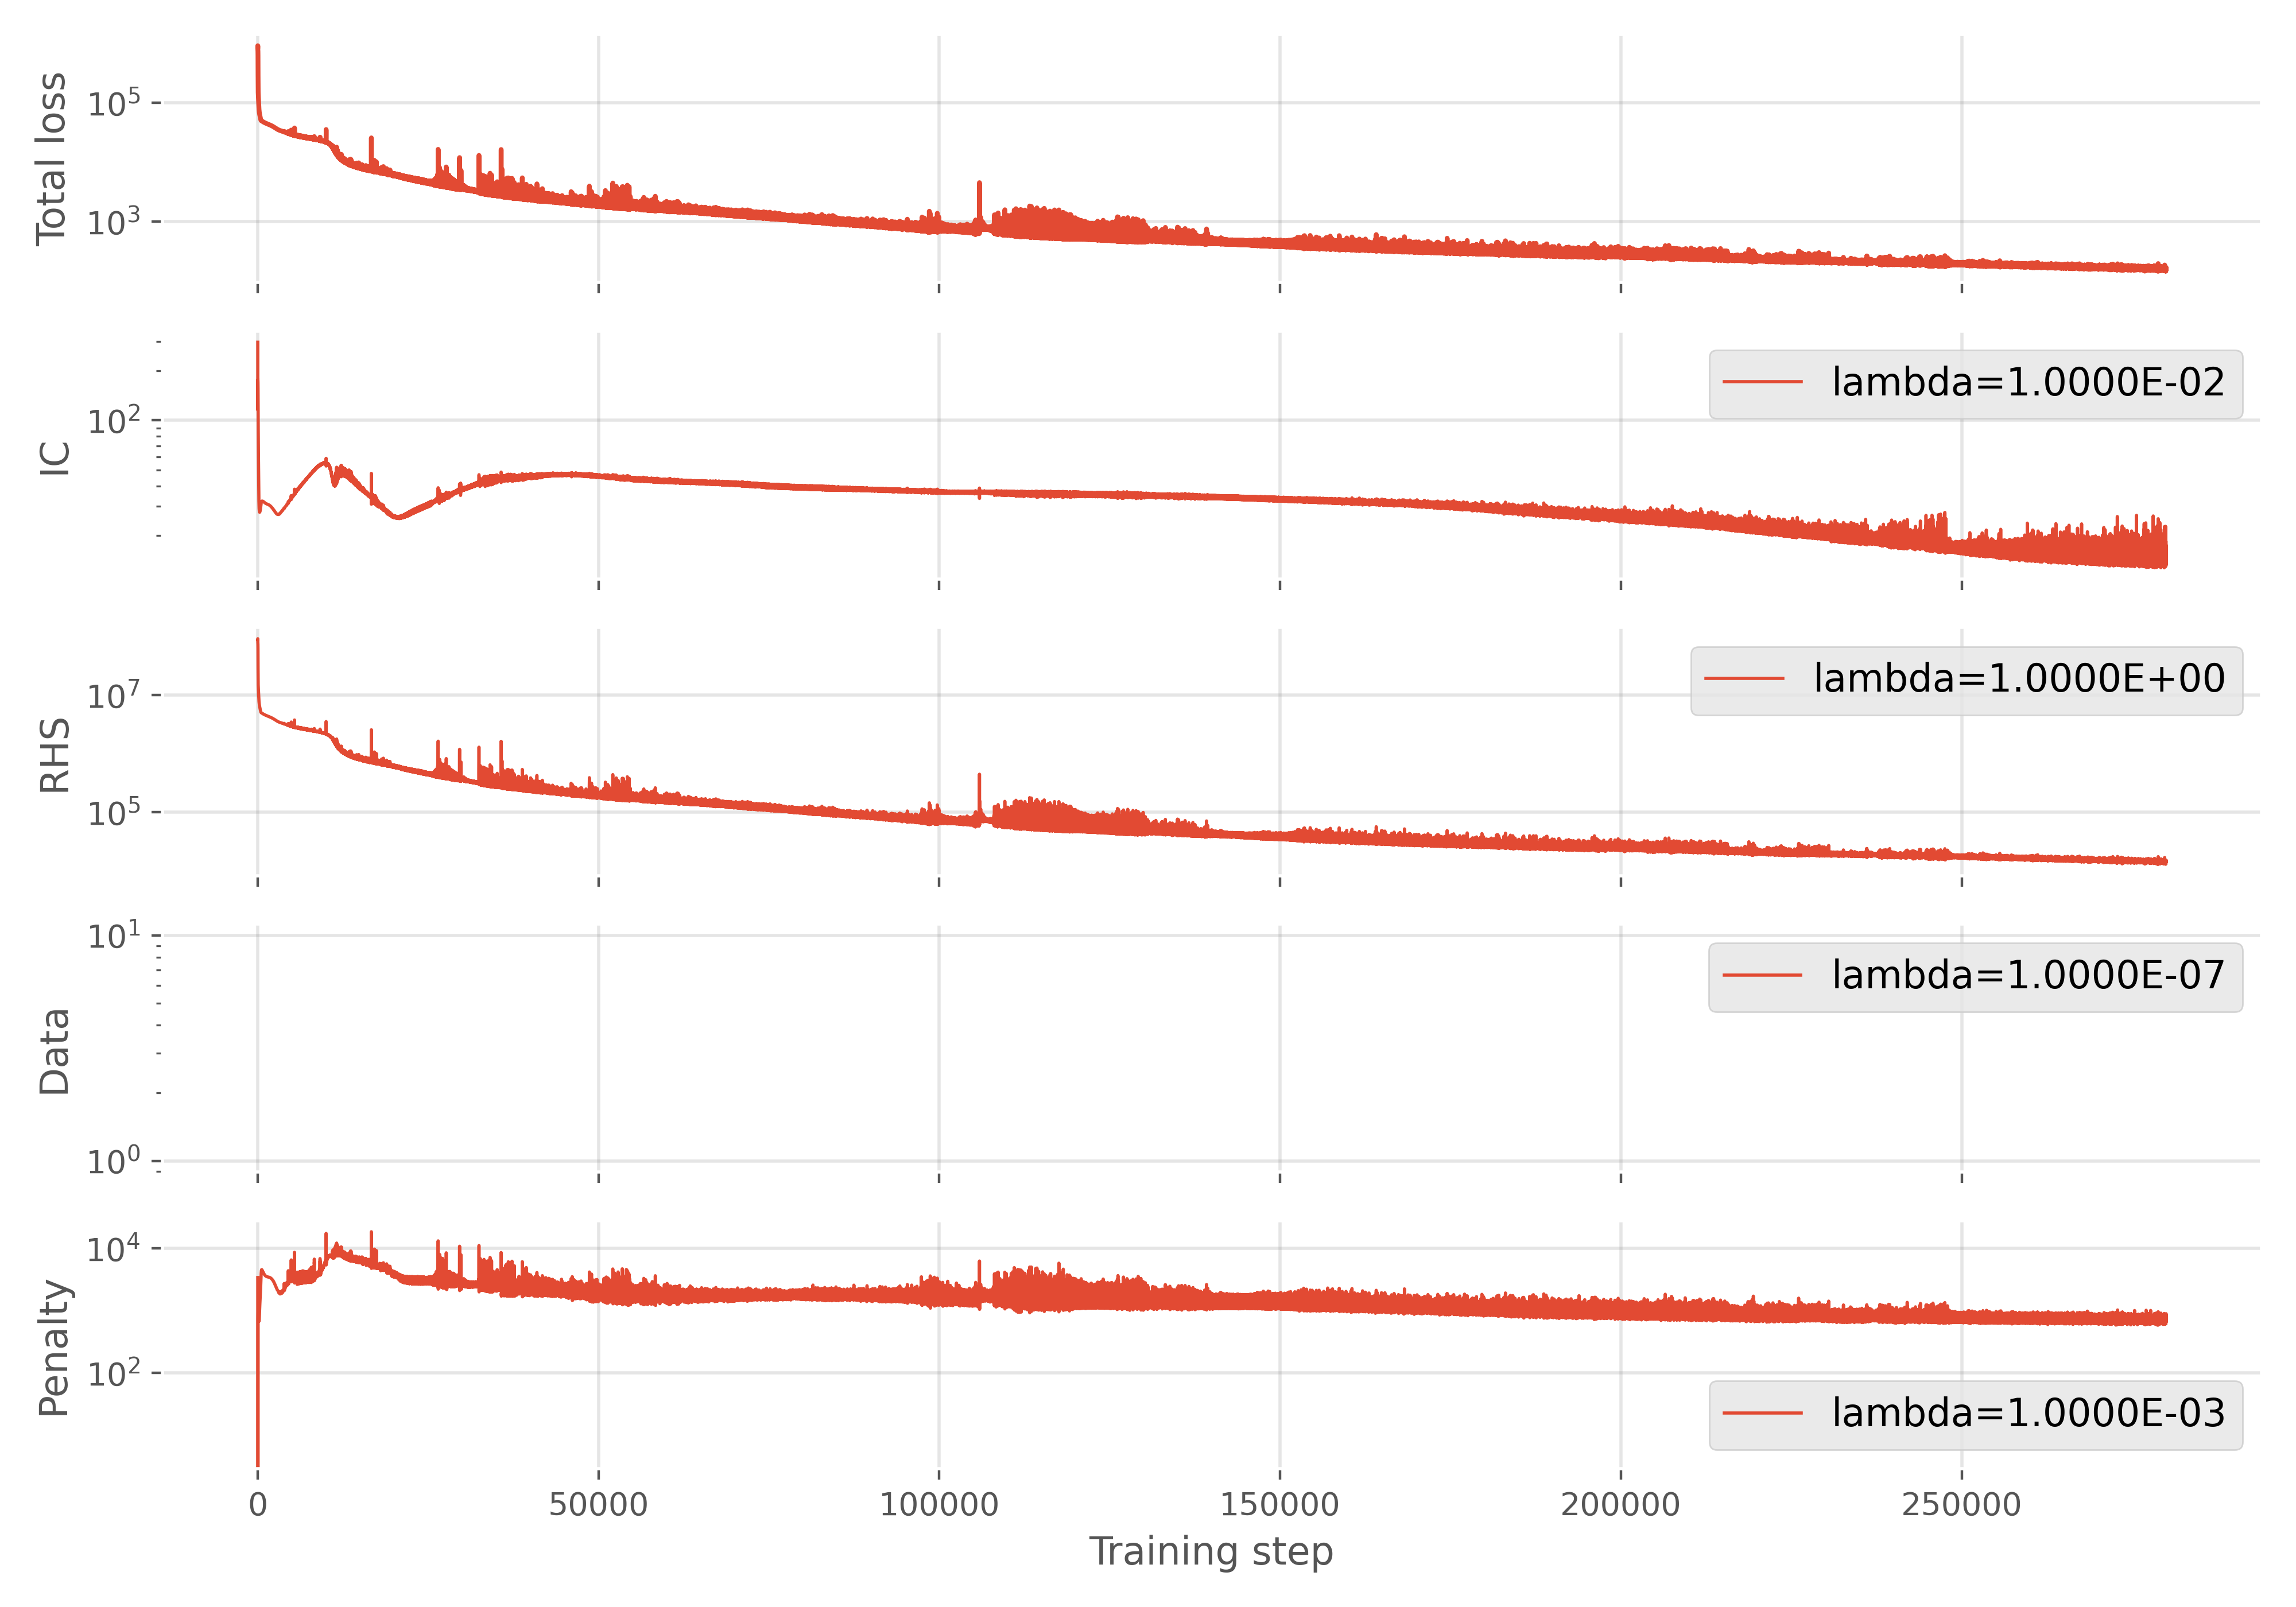 Total loss
10^5
10^3
IC
10^2
lambda=1.0000E-02
RHS
10^7
10^5
lambda=1.0000E+00
Data
10^1
10^0
lambda=1.0000E-07
Penalty
10^4
10^2
lambda=1.0000E-03
0 50000 100000 150000 200000 250000
Training step